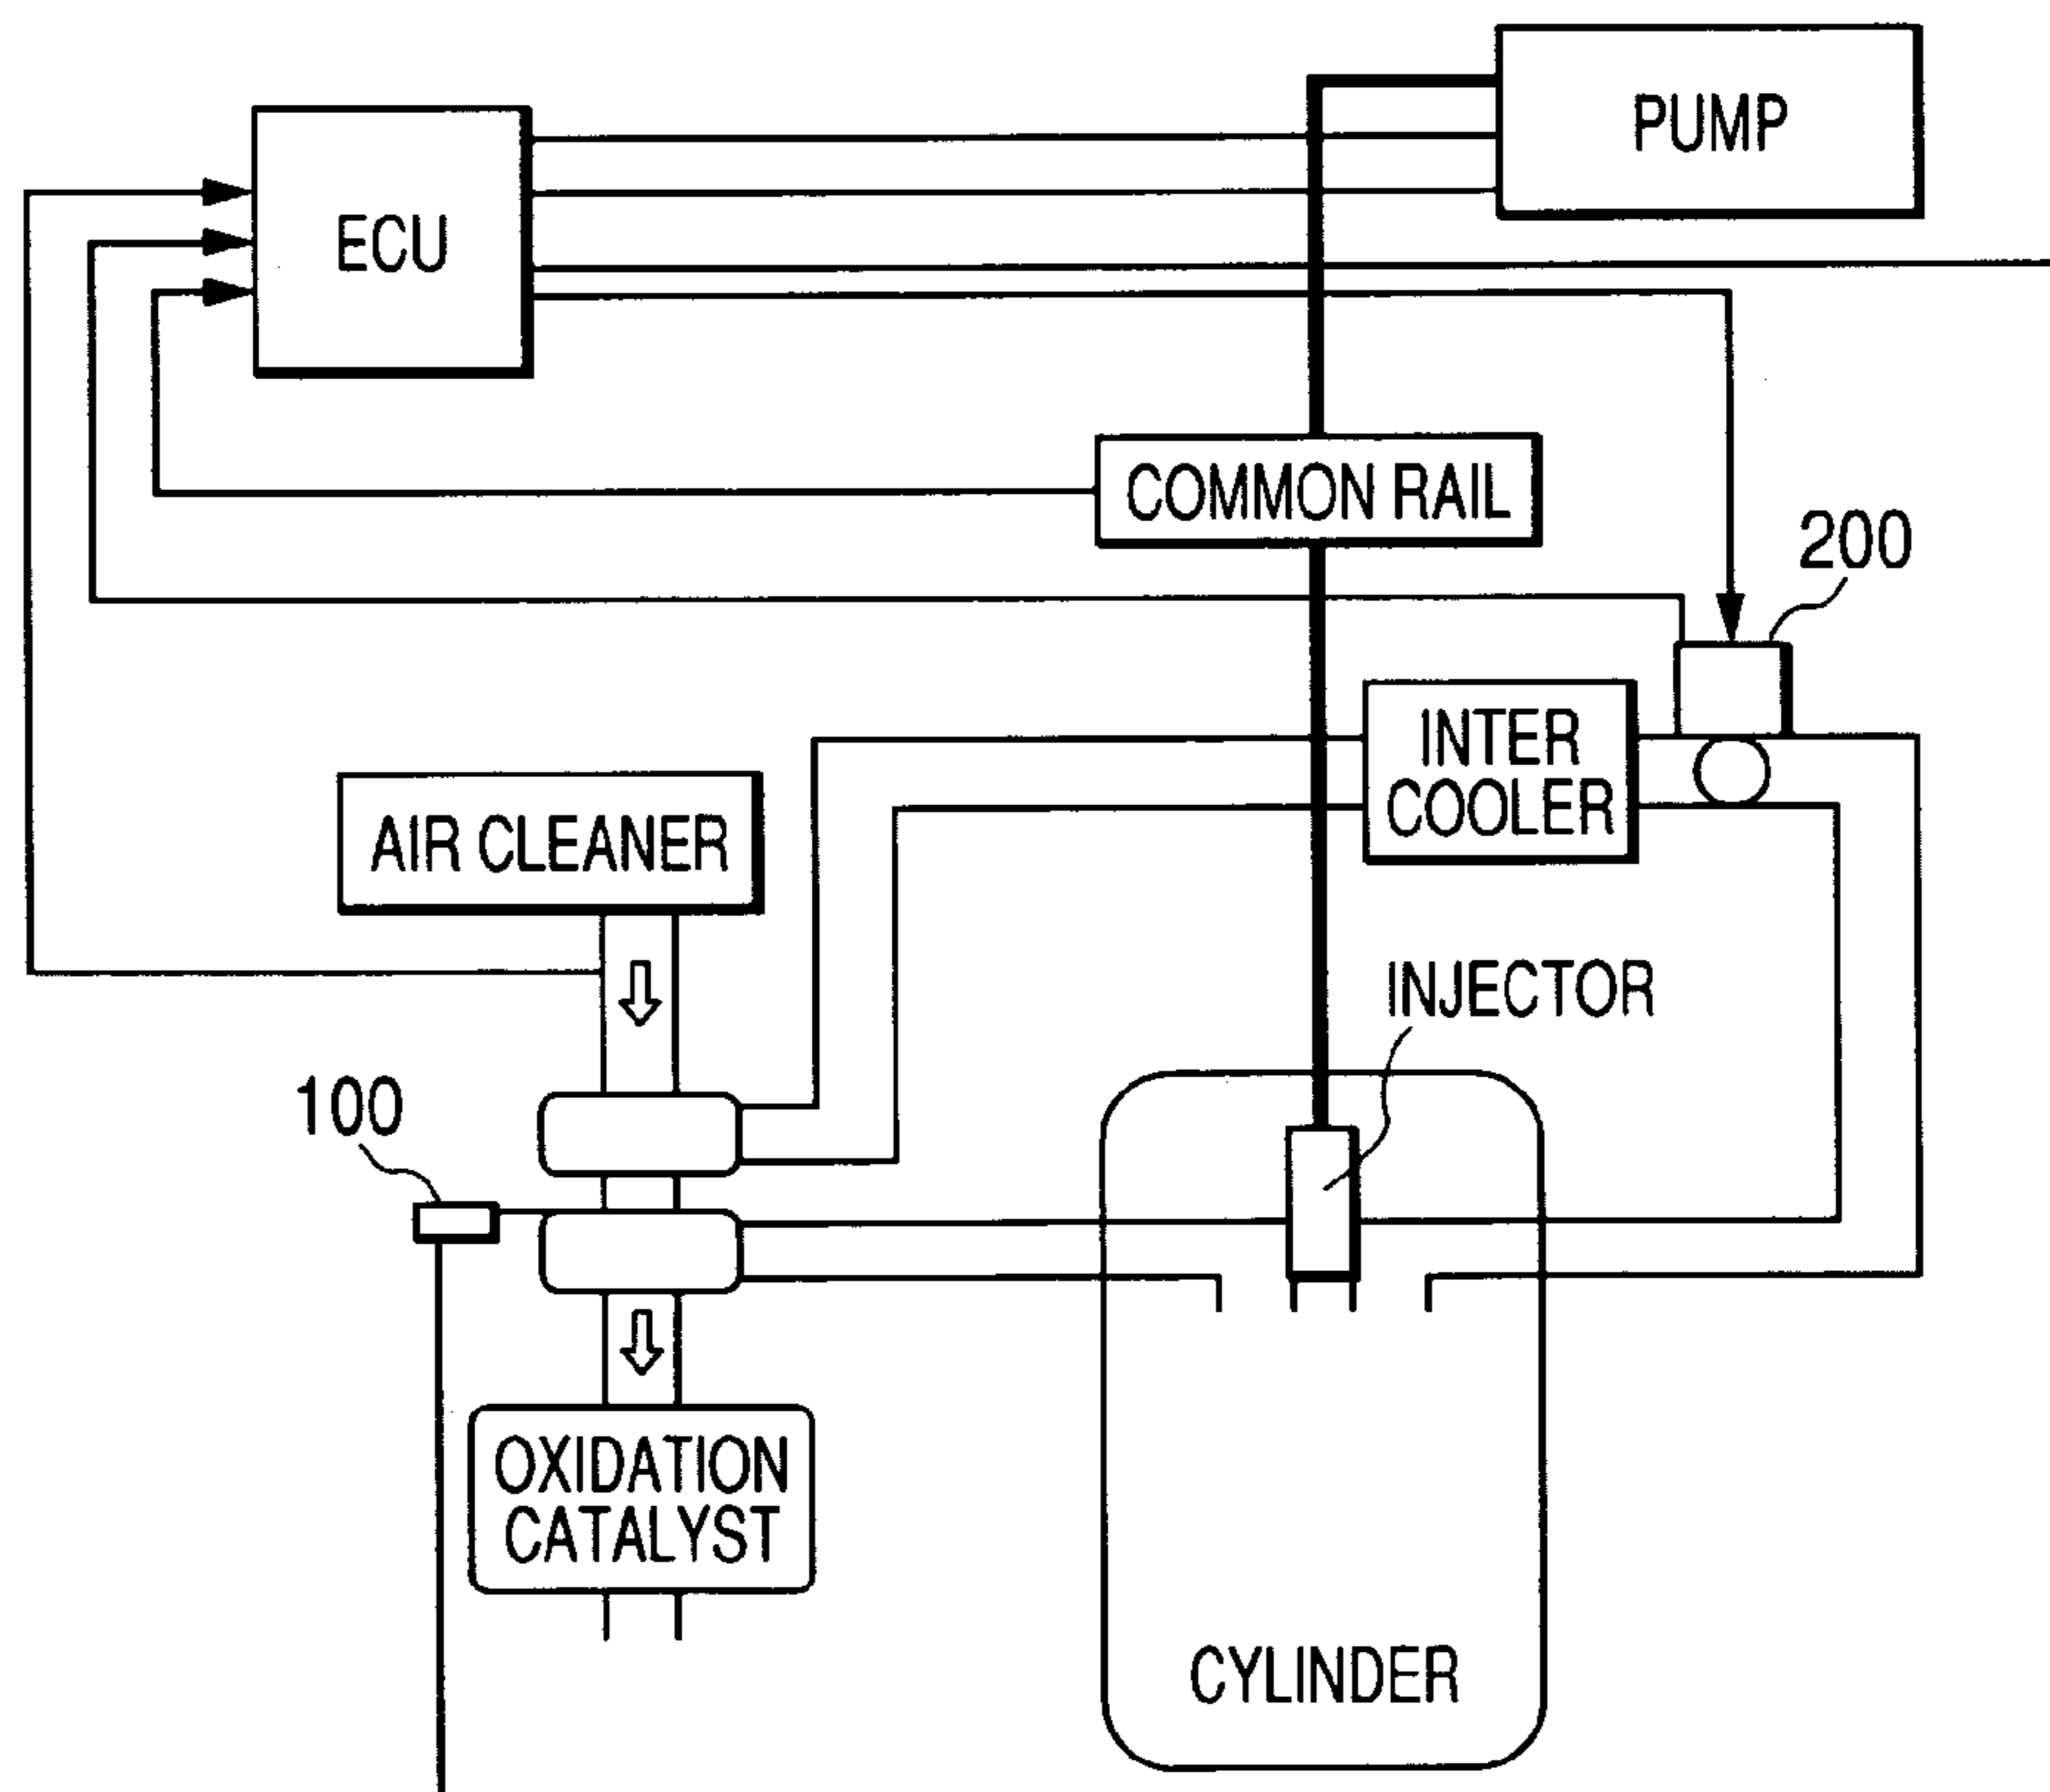 PUMP
ECU
COMMON RAIL
200
INTER
COOLER
AIR CLEANER
INJECTOR
100
OXIDATION
CATALYST
CYLINDER